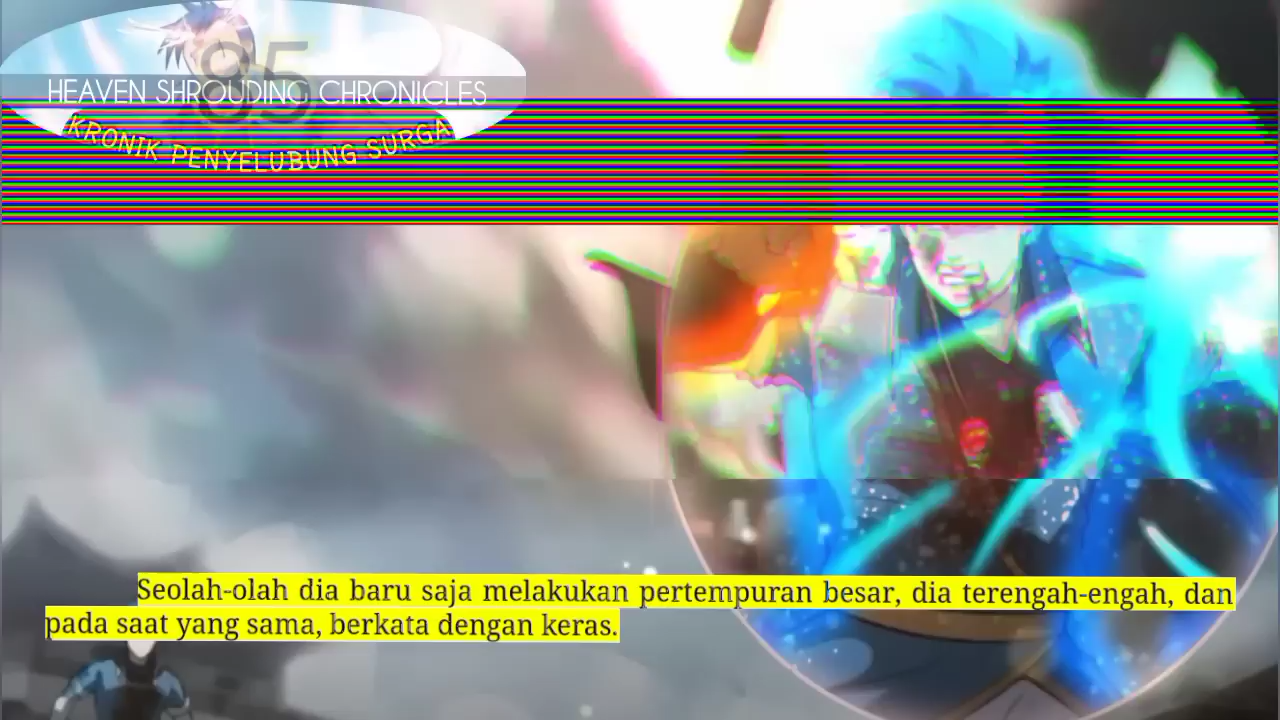 85
HEAVEN SHROUDING CHRONICLES
KRONIK PENYELUBUNG SURGA
Seolah-olah dia baru saja melakukan pertempuran besar, dia terengah-engah, dan
pada saat yang sama, berkata dengan keras.